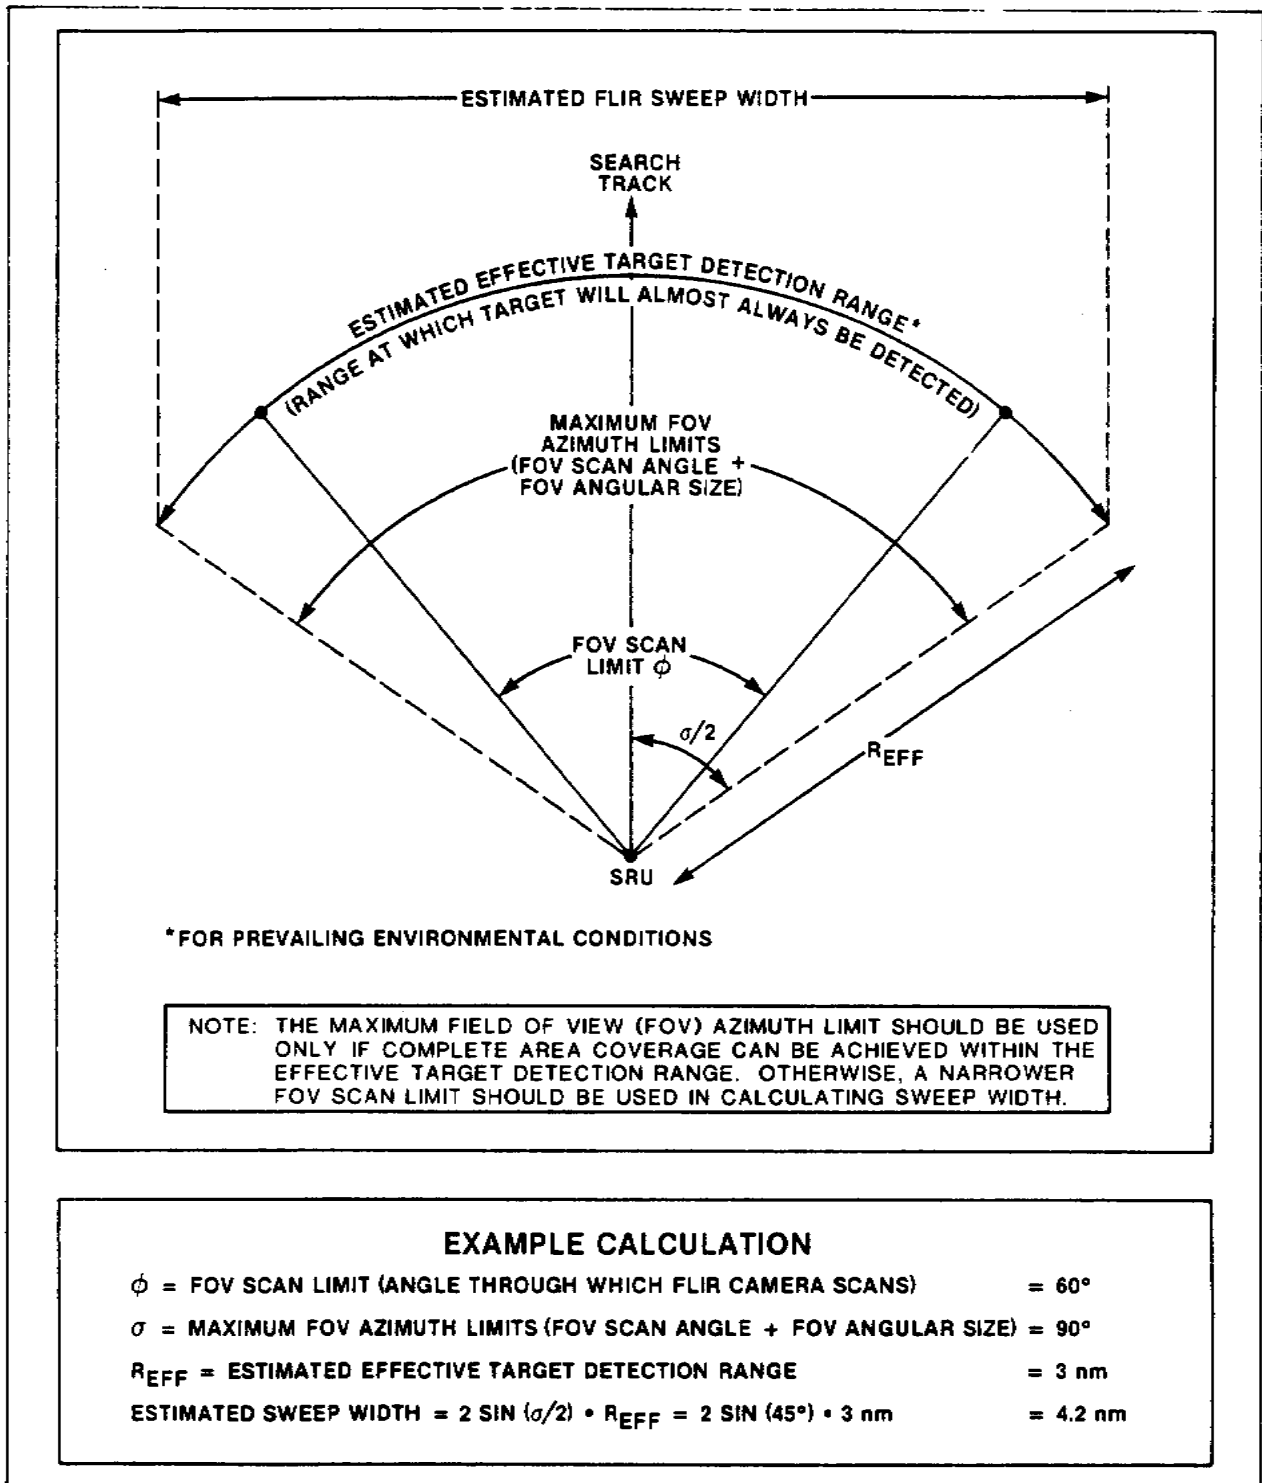 ESTIMATED FLIR SWEEP WIDTH
SEARCH
TRACK
ESTIMATED EFFECTIVE TARGET DETECTION RANGE*
(RANGE AT WHICH TARGET WILL ALMOST ALWAYS BE DETECTED)
MAXIMUM FOV
AZIMUTH LIMITS
(FOV SCAN ANGLE +
FOV ANGULAR SIZE)
FOV SCAN
LIMIT ϕ
σ/2
REFF
SRU
*FOR PREVAILING ENVIRONMENTAL CONDITIONS
NOTE: THE MAXIMUM FIELD OF VIEW (FOV) AZIMUTH LIMIT SHOULD BE USED
ONLY IF COMPLETE AREA COVERAGE CAN BE ACHIEVED WITHIN THE
EFFECTIVE TARGET DETECTION RANGE. OTHERWISE, A NARROWER
FOV SCAN LIMIT SHOULD BE USED IN CALCULATING SWEEP WIDTH.
EXAMPLE CALCULATION
ϕ = FOV SCAN LIMIT (ANGLE THROUGH WHICH FLIR CAMERA SCANS) = 60°
σ = MAXIMUM FOV AZIMUTH LIMITS (FOV SCAN ANGLE + FOV ANGULAR SIZE) = 90°
REFF = ESTIMATED EFFECTIVE TARGET DETECTION RANGE = 3 nm
ESTIMATED SWEEP WIDTH = 2 SIN (σ/2) • REFF = 2 SIN (45°) • 3 nm = 4.2 nm